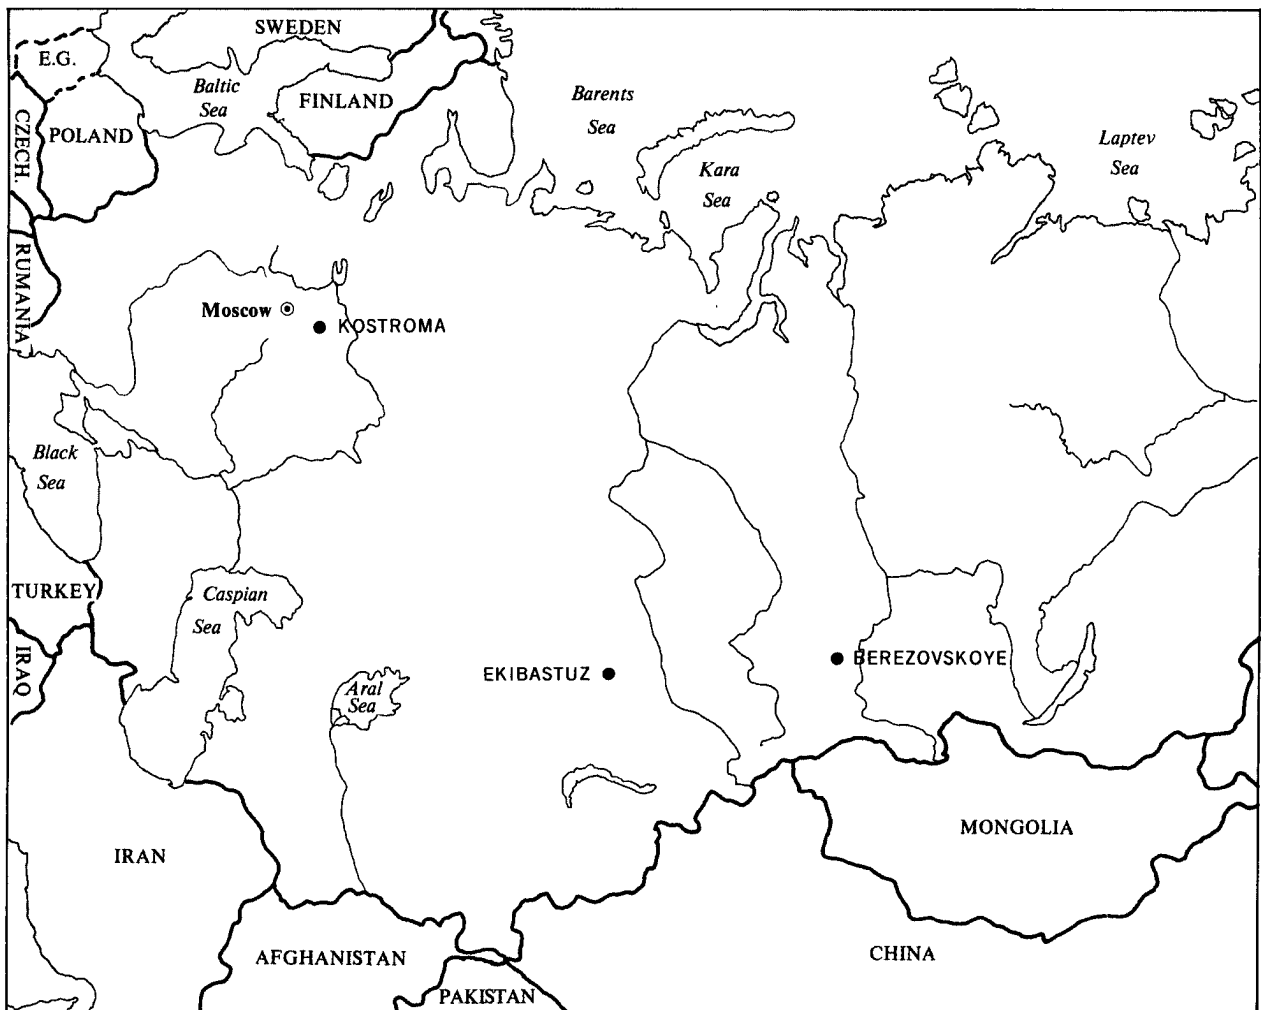 SWEDEN
E.G.
Baltic
Sea
FINLAND
Barents
Sea
CZECH.
POLAND
Laptev
Sea
Kara
Sea
RUMANIA
Moscow
KOSTROMA
Black
Sea
TURKEY
Caspian
Sea
IRAQ
EKIBASTUZ
BEREZOVSKOYE
Aral
Sea
MONGOLIA
IRAN
CHINA
AFGHANISTAN
PAKISTAN